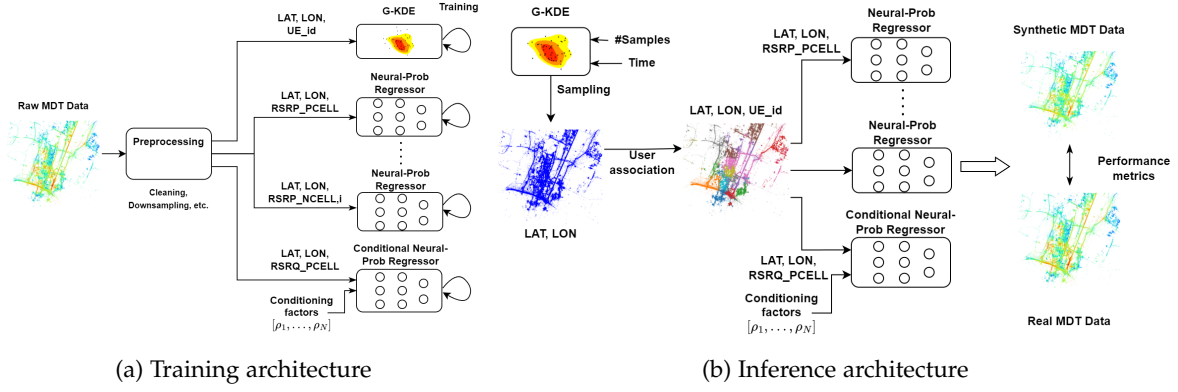 LAT, LON,
UE_id
G-KDE
Training
Raw MDT Data
Preprocessing
Cleaning,
Downsampling, etc.
LAT, LON,
RSRP_PCELL
Neural-Prob
Regressor
LAT, LON,
RSRP_NCELL,i
Neural-Prob
Regressor
LAT, LON,
RSRQ_PCELL
Conditional Neural-
Prob Regressor
Conditioning
factors
[ρ₁, . . . , ρ_N]
(a) Training architecture
G-KDE
#Samples
Time
Sampling
LAT, LON
User
association
LAT, LON, UE_id
LAT, LON,
RSRP_PCELL
Neural-Prob
Regressor
Neural-Prob
Regressor
Conditional Neural-
Prob Regressor
LAT, LON,
RSRQ_PCELL
Conditioning
factors
[ρ₁, . . . , ρ_N]
Synthetic MDT Data
Performance
metrics
Real MDT Data
(b) Inference architecture